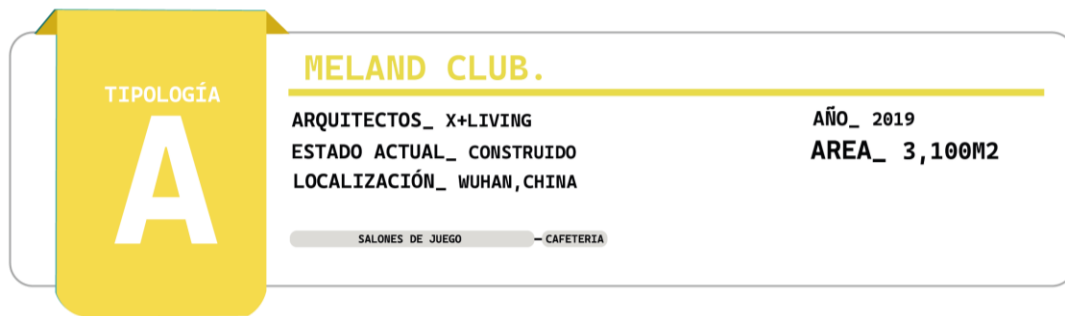 TIPOLOGÍA
A
MELAND CLUB.
ARQUITECTOS_ X+LIVING
ESTADO ACTUAL_ CONSTRUIDO
LOCALIZACIÓN_ WUHAN,CHINA
AÑO_ 2019
AREA_ 3,100M2
SALONES DE JUEGO – CAFETERIA